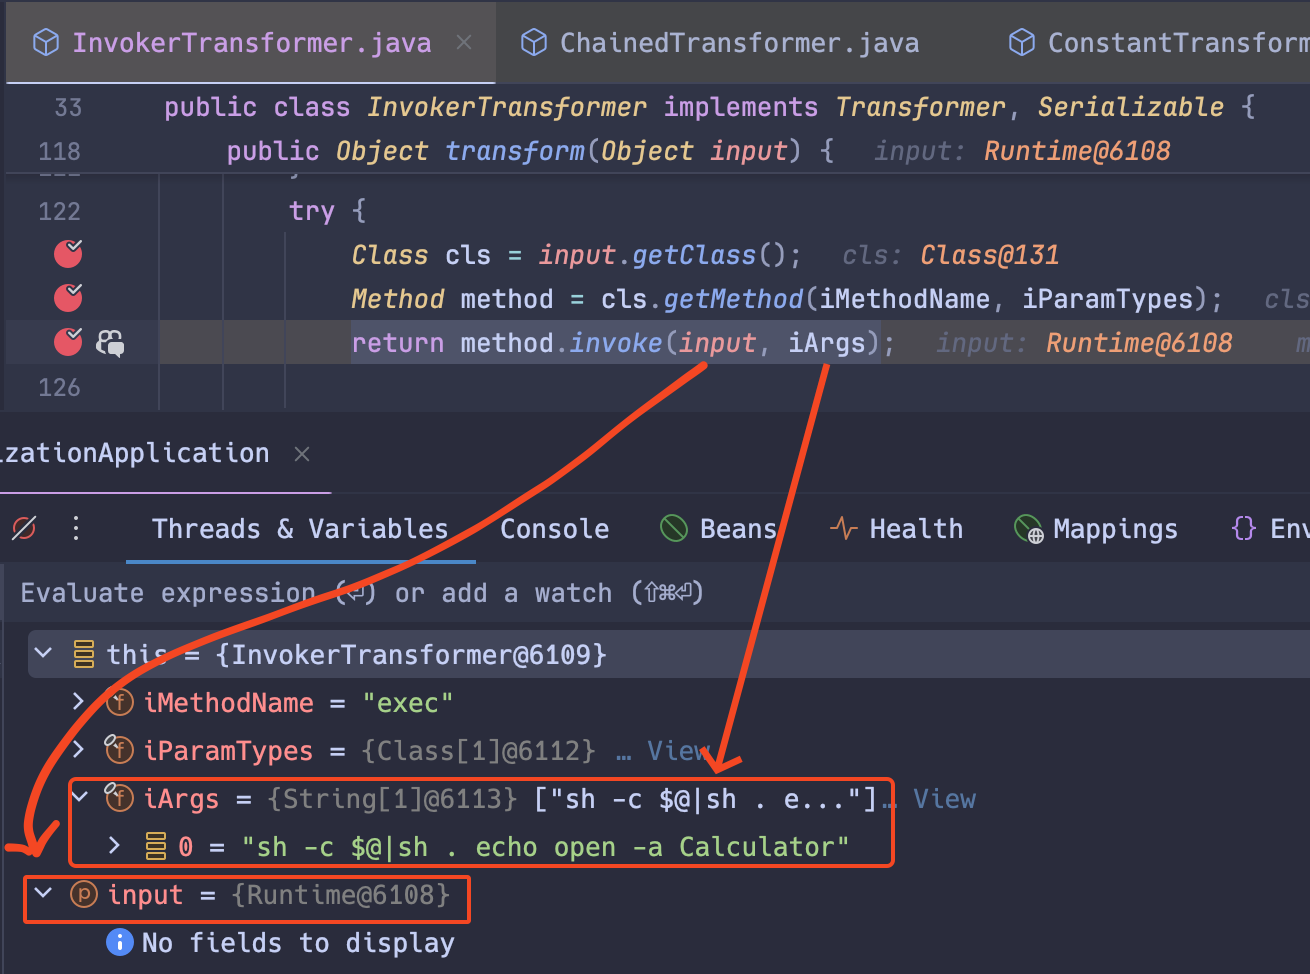 InvokerTransformer.java ChainedTransformer.java ConstantTransform
33 public class InvokerTransformer implements Transformer, Serializable {
118 public Object transform(Object input) { input: Runtime@6108
122 try {
Class cls = input.getClass(); cls: Class@131
Method method = cls.getMethod(iMethodName, iParamTypes); cls
return method.invoke(input, iArgs); input: Runtime@6108 m
126
izationApplication
Threads & Variables Console Beans Health Mappings {} Env
Evaluate expression (⏎) or add a watch (⇧⌘⏎)
this = {InvokerTransformer@6109}
f iMethodName = "exec"
f iParamTypes = {Class[1]@6112} … View
f iArgs = {String[1]@6113} ["sh -c $@|sh . e..."]… View
0 = "sh -c $@|sh . echo open -a Calculator"
p input = {Runtime@6108}
No fields to display